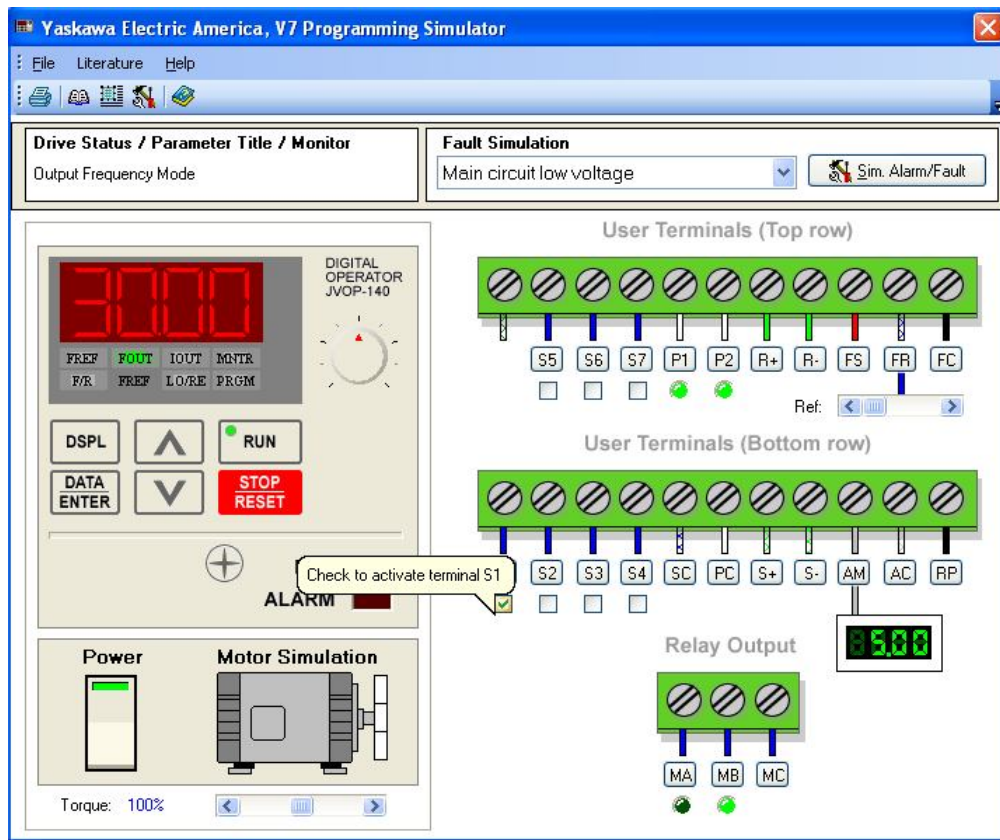 Yaskawa Electric America, V7 Programming Simulator
File Literature Help
Drive Status / Parameter Title / Monitor
Output Frequency Mode
Fault Simulation
Main circuit low voltage
Sim. Alarm/Fault
30.00
DIGITAL
OPERATOR
JVOP-140
FREF FOUT IOUT MNTR
F/R FREF LO/RE PRGM
DSPL
RUN
DATA
ENTER
STOP
RESET
ALARM
Power
Motor Simulation
Torque: 100%
User Terminals (Top row)
S5 S6 S7 P1 P2 R+ R- FS FR FC
Ref:
User Terminals (Bottom row)
Check to activate terminal S1
S2 S3 S4 SC PC S+ S- AM AC RP
5.00
Relay Output
MA MB MC